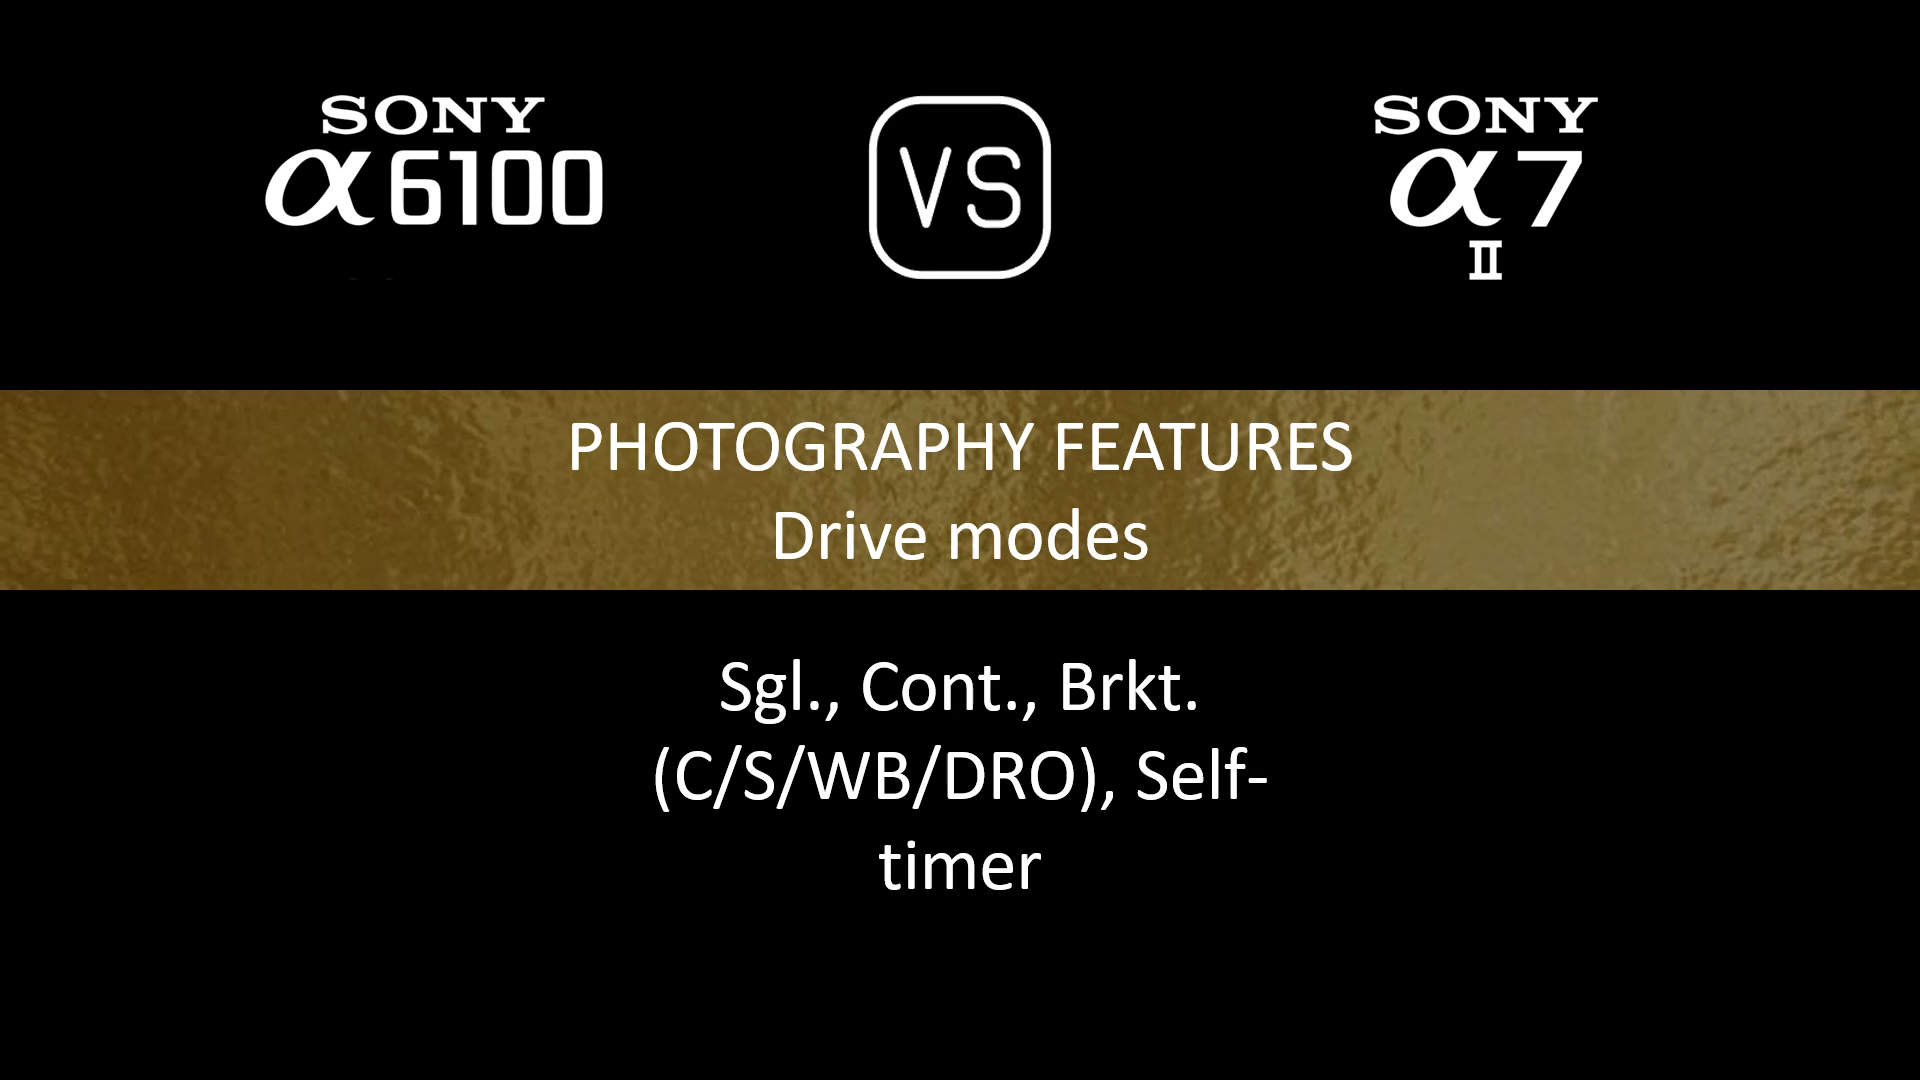 SONY
α6100
VS
SONY
α7
II
PHOTOGRAPHY FEATURES
Drive modes
Sgl., Cont., Brkt.
(C/S/WB/DRO), Self-
timer